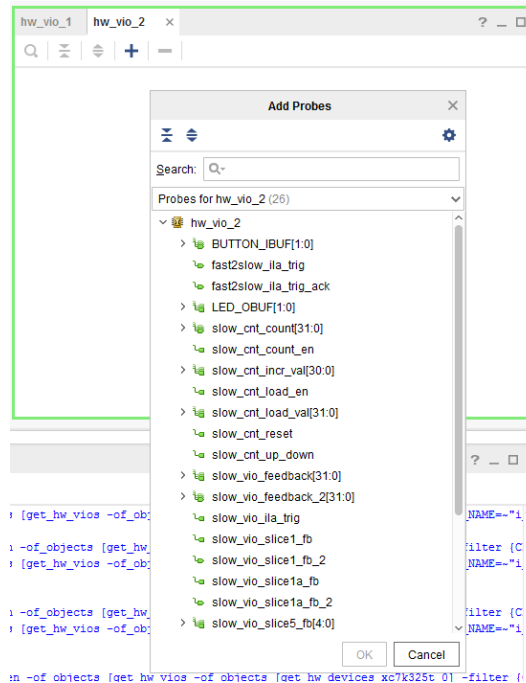 hw_vio_1 hw_vio_2 × ? _
Add Probes
Search:
Probes for hw_vio_2 (26)
hw_vio_2
BUTTON_IBUF[1:0]
fast2slow_ila_trig
fast2slow_ila_trig_ack
LED_OBUF[1:0]
slow_cnt_count[31:0]
slow_cnt_count_en
slow_cnt_incr_val[30:0]
slow_cnt_load_en
slow_cnt_load_val[31:0]
slow_cnt_reset
slow_cnt_up_down
slow_vio_feedback[31:0]
slow_vio_feedback_2[31:0]
slow_vio_ila_trig
slow_vio_slice1_fb
slow_vio_slice1_fb_2
slow_vio_slice1a_fb
slow_vio_slice1a_fb_2
slow_vio_slice5_fb[4:0]
OK Cancel
? _
[get_hw_vios -of_obj NAME=~"i
-of_objects [get_hw_ filter {C
[get_hw_vios -of_obj NAME=~"i
-of_objects [get_hw_ filter {C
[get_hw_vios -of_obj NAME=~"i
en -of_objects [get_hw_vios -of_objects [get_hw_devices xc7k325t_0] -filter {